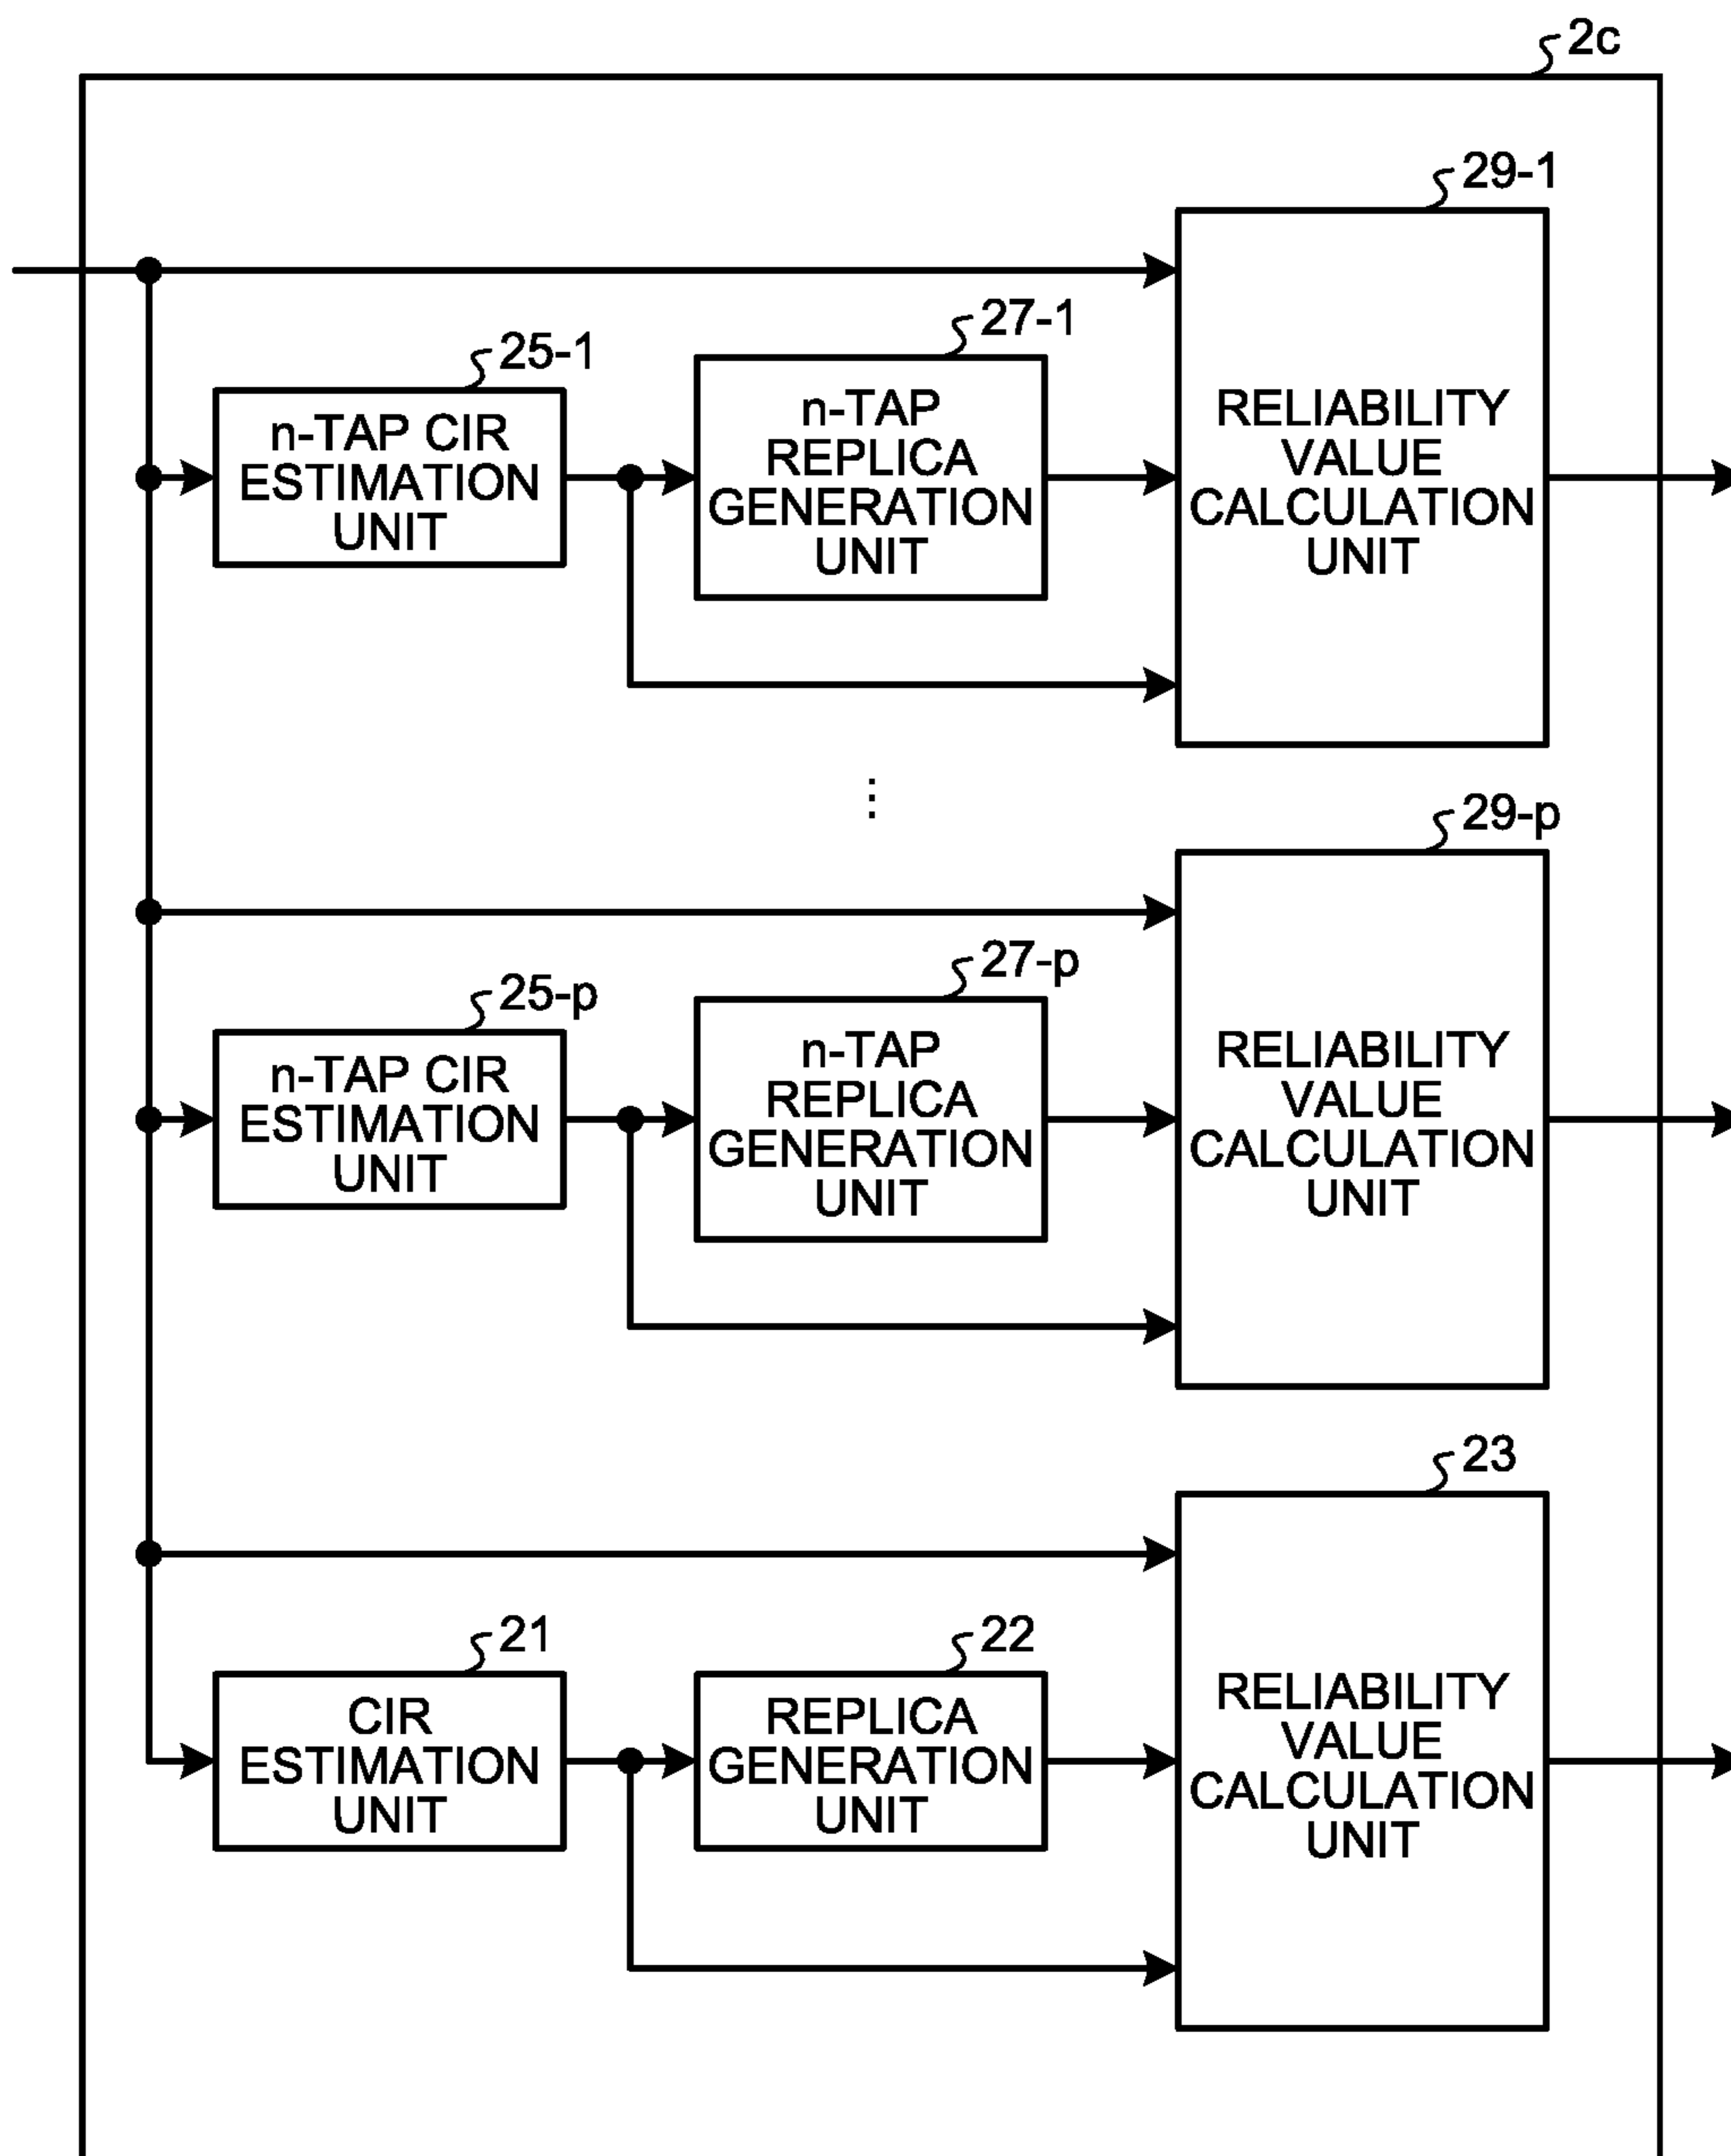 2c
29-1
27-1
25-1
n-TAP CIR
ESTIMATION
UNIT
n-TAP
REPLICA
GENERATION
UNIT
RELIABILITY
VALUE
CALCULATION
UNIT
⋮
29-p
27-p
25-p
n-TAP CIR
ESTIMATION
UNIT
n-TAP
REPLICA
GENERATION
UNIT
RELIABILITY
VALUE
CALCULATION
UNIT
23
21
22
CIR
ESTIMATION
UNIT
REPLICA
GENERATION
UNIT
RELIABILITY
VALUE
CALCULATION
UNIT